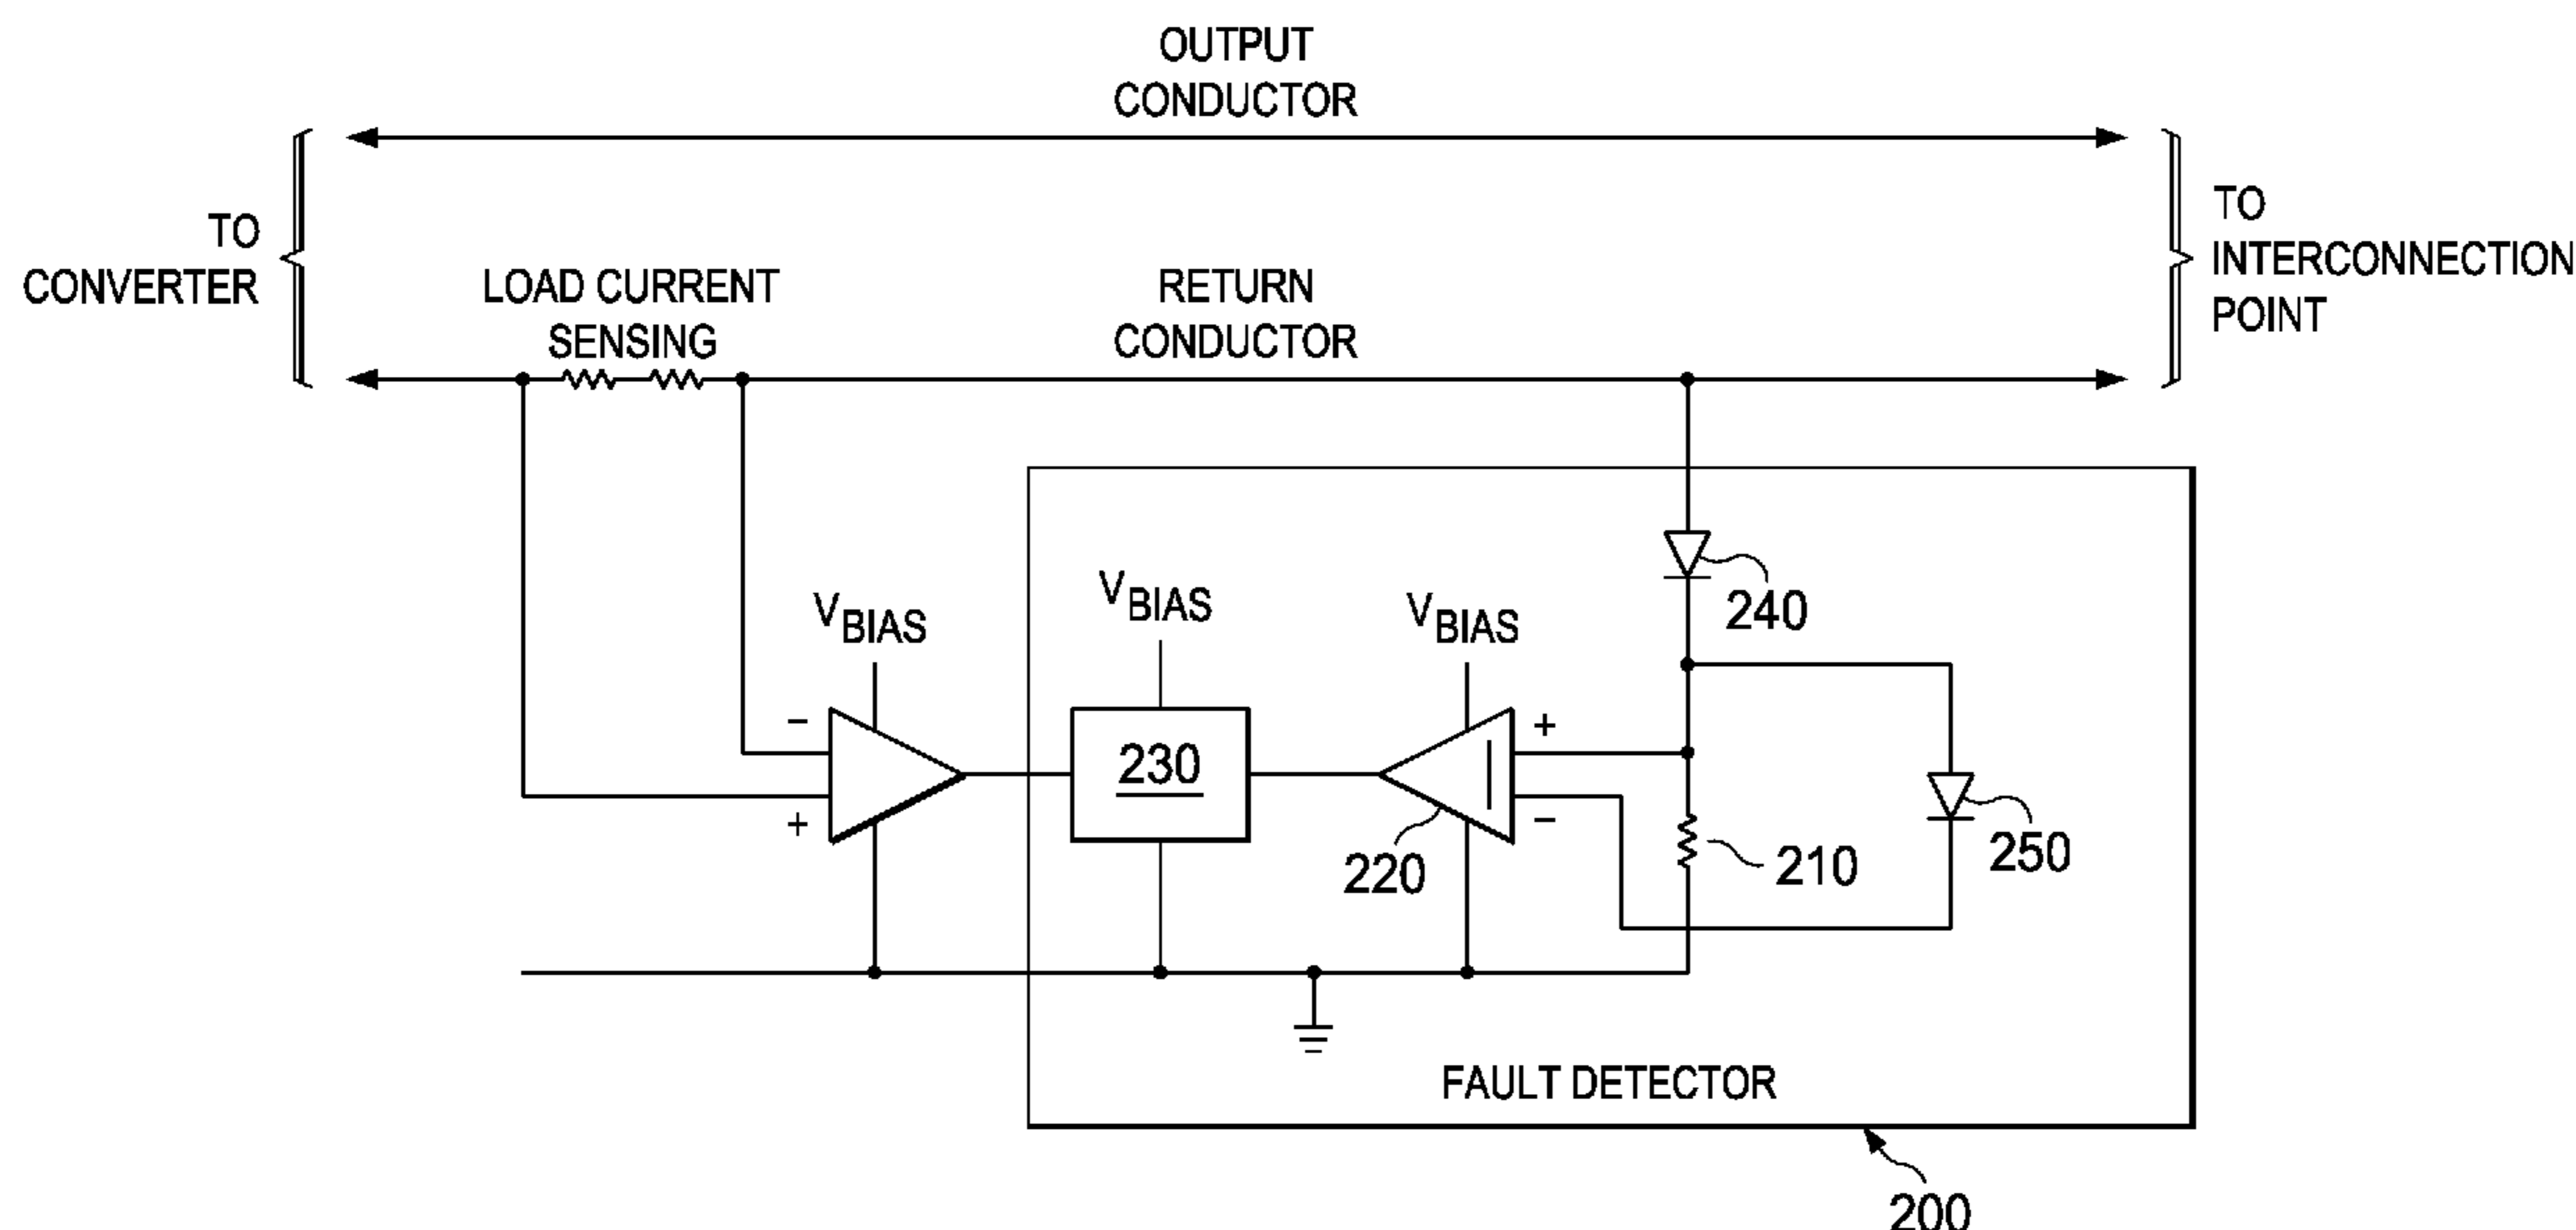 OUTPUT
CONDUCTOR
TO
CONVERTER
TO
INTERCONNECTION
POINT
LOAD CURRENT
SENSING
RETURN
CONDUCTOR
240
VBIAS
VBIAS
VBIAS
−
+
230
+
−
220
210
250
FAULT DETECTOR
200